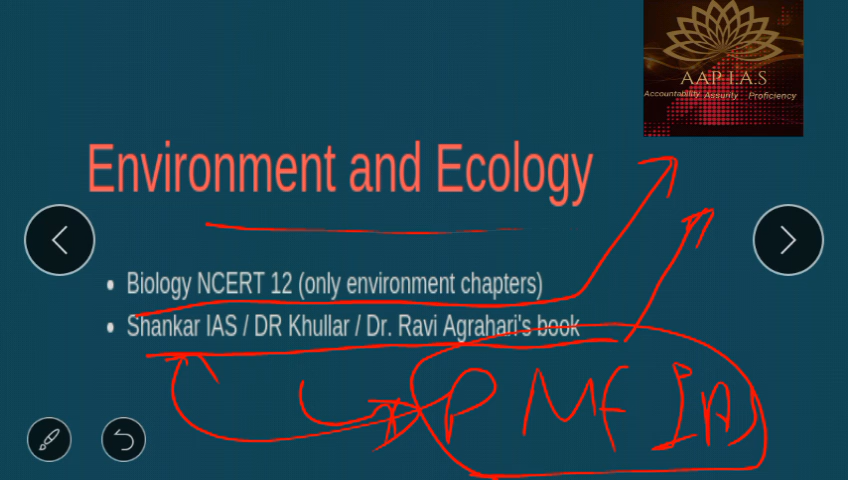 AAP I.A.S
Accountability Assurity Proficiency
Environment and Ecology
• Biology NCERT 12 (only environment chapters)
• Shankar IAS / DR Khullar / Dr. Ravi Agrahari's book
PMf IAS